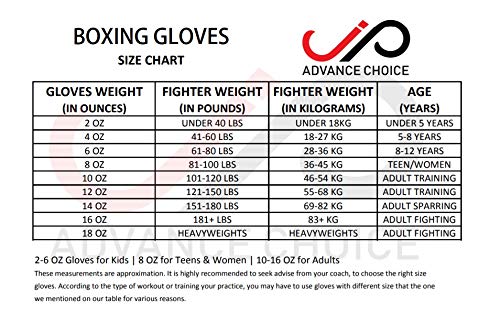 BOXING GLOVES
SIZE CHART
JP
ADVANCE CHOICE
GLOVES WEIGHT (IN OUNCES) FIGHTER WEIGHT (IN POUNDS) FIGHTER WEIGHT (IN KILOGRAMS) AGE (YEARS)
2 OZ UNDER 40 LBS UNDER 18KG UNDER 5 YEARS
4 OZ 41-60 LBS 18-27 KG 5-8 YEARS
6 OZ 61-80 LBS 28-36 KG 8-12 YEARS
8 OZ 81-100 LBS 36-45 KG TEEN/WOMEN
10 OZ 101-120 LBS 46-54 KG ADULT TRAINING
12 OZ 121-150 LBS 55-68 KG ADULT TRAINING
14 OZ 151-180 LBS 69-82 KG ADULT SPARRING
16 OZ 181+ LBS 83+ KG ADULT FIGHTING
18 OZ HEAVYWEIGHTS HEAVYWEIGHTS ADULT FIGHTING
ADVANCE CHOICE
2-6 OZ Gloves for Kids | 8 OZ for Teens & Women | 10-16 OZ for Adults
These measurements are approximation. It is highly recommended to seek advise from your coach, to choose the right size
gloves. According to the type of workout or training your practice, you may have to use gloves with different size that the one
we mentioned on our table for various reasons.